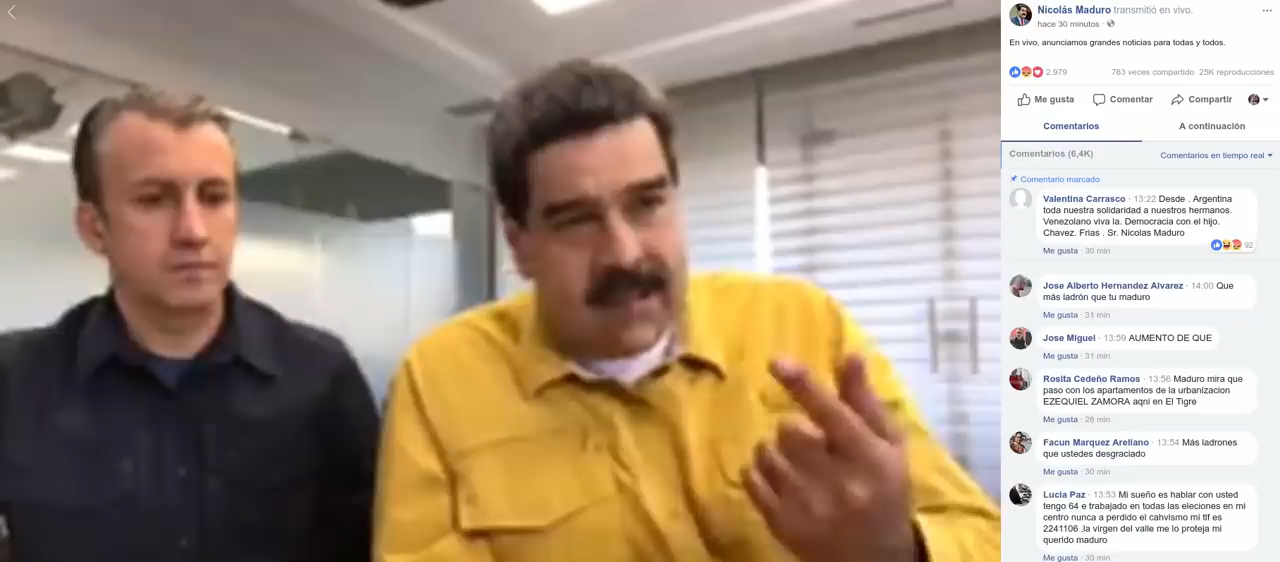 Nicolás Maduro transmitió en vivo.
hace 30 minutos ·
En vivo, anunciamos grandes noticias para todas y todos.
2.979 783 veces compartido 25K reproducciones
Me gusta Comentar Compartir
Comentarios A continuación
Comentarios (6,4K) Comentarios en tiempo real
Comentario marcado
Valentina Carrasco · 13:22 Desde . Argentina
toda nuestra solidaridad a nuestros hermanos.
Venezolano viva la. Democracia con el hijo.
Chavez. Frias . Sr. Nicolas Maduro
92
Me gusta · 30 min
Jose Alberto Hernandez Alvarez · 14:00 Que
más ladrón que tu maduro
Me gusta · 31 min
Jose Miguel · 13:59 AUMENTO DE QUE
Me gusta · 31 min
Rosita Cedeño Ramos · 13:56 Maduro mira que
paso con los apartamentos de la urbanizacion
EZEQUIEL ZAMORA aqni en El Tigre
Me gusta · 28 min
Facun Marquez Arellano · 13:54 Más ladrones
que ustedes desgraciado
Me gusta · 30 min
Lucia Paz · 13:53 Mi sueño es hablar con usted
tengo 64 e trabajado en todas las eleciones en mi
centro nunca a perdido el cahvismo mi tlf es
2241106 ,la virgen del valle me lo proteja mi
querido maduro
Me gusta · 30 min